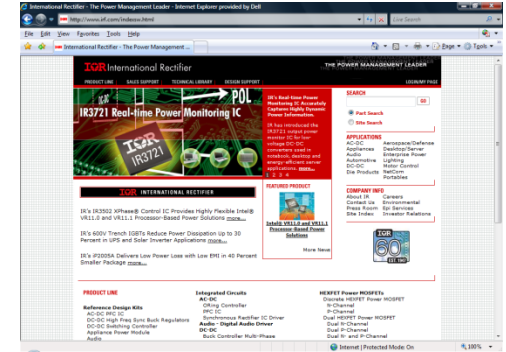 International Rectifier - The Power Management Leader - Internet Explorer provided by Dell
http://www.irf.com/indexsw.html
Live Search
File Edit View Favorites Tools Help
International Rectifier - The Power Management ...
Page Tools
IOR International Rectifier
THE POWER MANAGEMENT LEADER
PRODUCT LINE | SALES SUPPORT | TECHNICAL LIBRARY | DESIGN SUPPORT
POL
IR3721 Real-time Power Monitoring IC
IOR
IR3721
IR's Real-time Power
Monitoring IC Accurately
Captures Highly Dynamic
Power Information.
IR has introduced the
IR3721 output power
monitor IC for low-
voltage DC-DC
converters used in
notebook, desktop and
energy-efficient server
applications. more...
1 2 3 4
SEARCH
GO
Part Search
Site Search
APPLICATIONS
AC-DC Aerospace/Defense
Appliances Desktop/Server
Audio Enterprise Power
Automotive Lighting
DC-DC Motor Control
Die Products NetCom
Portables
COMPANY INFO
About IR Careers
Contact Us Environmental
Press Room Epi Services
Site Index Investor Relations
IOR
60
EST. 1947
IOR INTERNATIONAL RECTIFIER
IR's IR3502 XPhase® Control IC Provides Highly Flexible Intel®
VR11.0 and VR11.1 Processor-Based Power Solutions more...
IR's 600V Trench IGBTs Reduce Power Dissipation Up to 30
Percent in UPS and Solar Inverter Applications more...
IR's iP2005A Delivers Low Power Loss with Low EMI in 40 Percent
Smaller Package more...
FEATURED PRODUCT
Intel® VR11.0 and VR11.1
Processor-Based Power
Solutions
More News
PRODUCT LINE
Reference Design Kits
AC-DC PFC IC
DC-DC High Freq Sync Buck Regulators
DC-DC Switching Controller
Appliance Power Module
Audio
Integrated Circuits
AC-DC
ORing Controller
PFC IC
Synchronous Rectifier IC Driver
Audio - Digital Audio Driver
DC-DC
Buck Controller Multi-Phase
HEXFET Power MOSFETs
Discrete HEXFET Power MOSFET
N-Channel
P-Channel
Dual HEXFET Power MOSFET
Dual N-Channel
Dual P-Channel
Dual N- and P-Channel
Internet | Protected Mode: On
100%